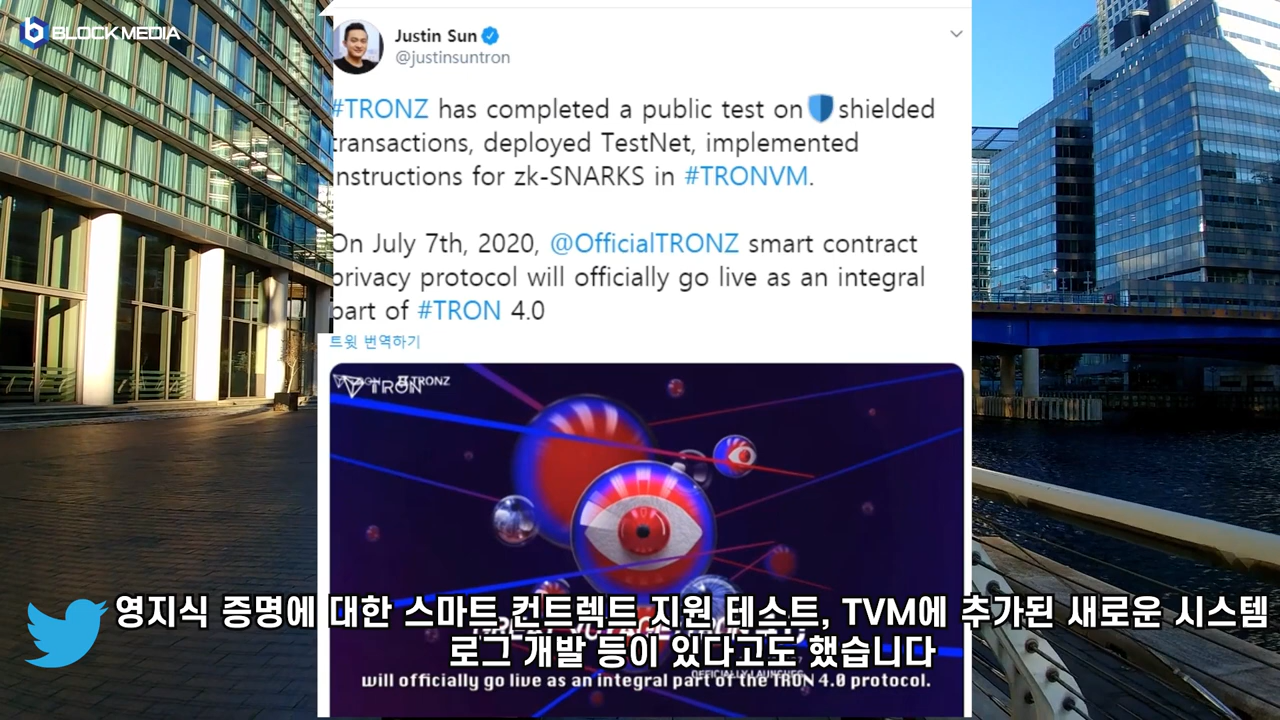 BLOCKMEDIA
citi
Justin Sun
@justinsuntron
#TRONZ has completed a public test on shielded
transactions, deployed TestNet, implemented
instructions for zk-SNARKS in #TRONVM.
On July 7th, 2020, @OfficialTRONZ smart contract
privacy protocol will officially go live as an integral
part of #TRON 4.0
트윗 번역하기
TRON TRONZ
영지식 증명에 대한 스마트 컨트렉트 지원 테스트, TVM에 추가된 새로운 시스템
로그 개발 등이 있다고도 했습니다
OFFICIALLY LAUNCHES
will officially go live as an integral part of the TRON 4.0 protocol.